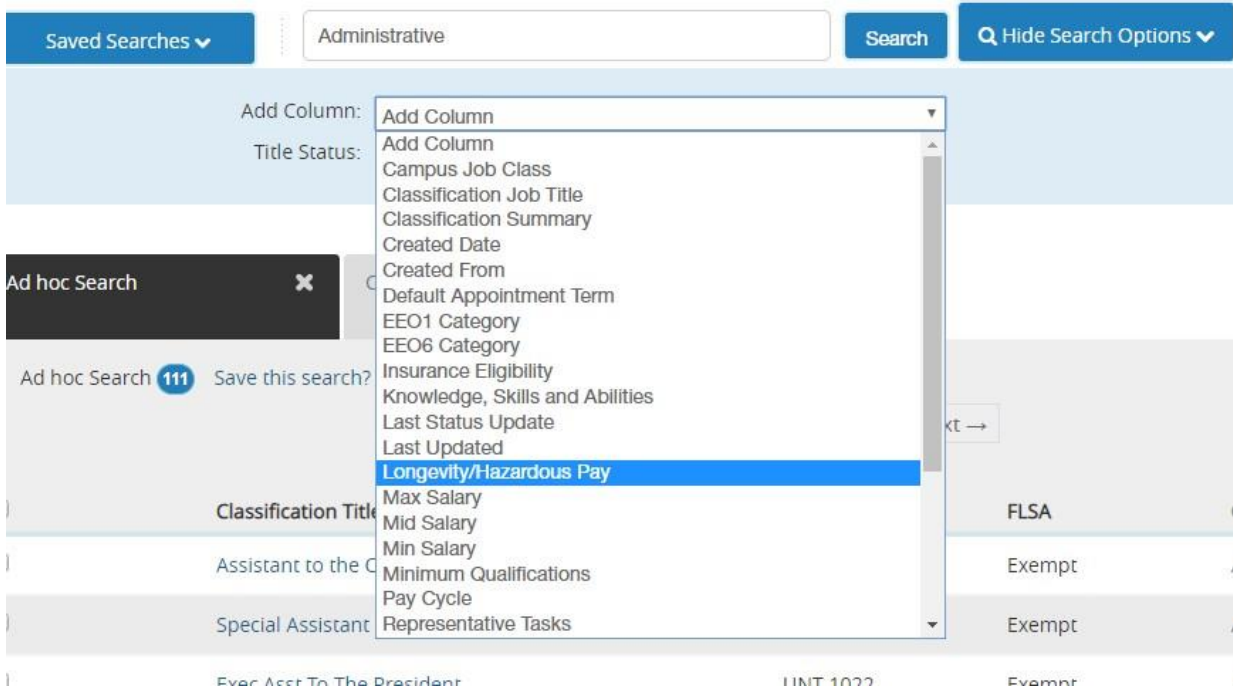 Saved Searches
Administrative
Search
Hide Search Options
Add Column:
Add Column
Title Status:
Add Column
Campus Job Class
Classification Job Title
Classification Summary
Created Date
Created From
Default Appointment Term
EEO1 Category
EEO6 Category
Insurance Eligibility
Knowledge, Skills and Abilities
Last Status Update
Last Updated
Longevity/Hazardous Pay
Max Salary
Mid Salary
Min Salary
Minimum Qualifications
Pay Cycle
Representative Tasks
Ad hoc Search
Ad hoc Search 111 Save this search?
→
Classification FLSA
Assistant to the Exempt
Special Assistant Exempt
Exec Asst To The President UNT 1022 Exempt